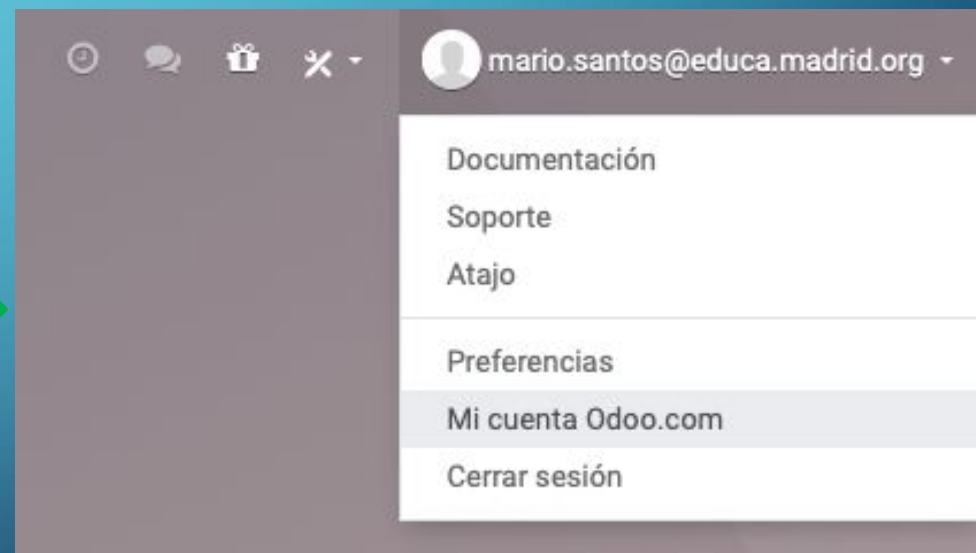 mario.santos@educa.madrid.org
Documentación
Soporte
Atajo
Preferencias
Mi cuenta Odoo.com
Cerrar sesión